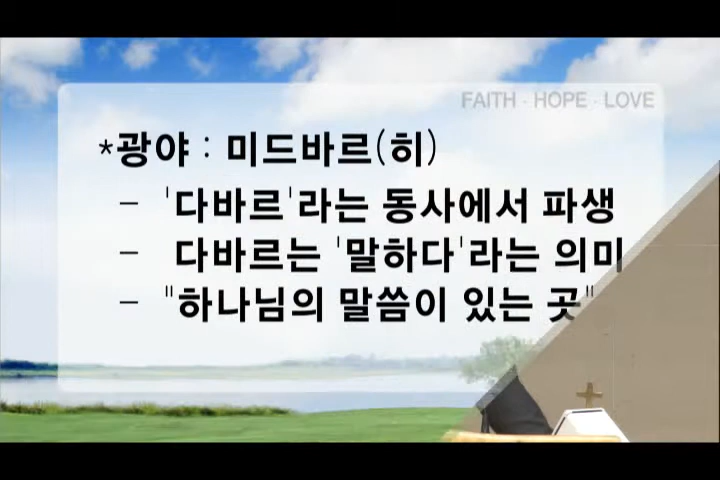 FAITH · HOPE · LOVE
*광야 : 미드바르(히)
- '다바르'라는 동사에서 파생
- 다바르는 '말하다'라는 의미
- "하나님의 말씀이 있는 곳"